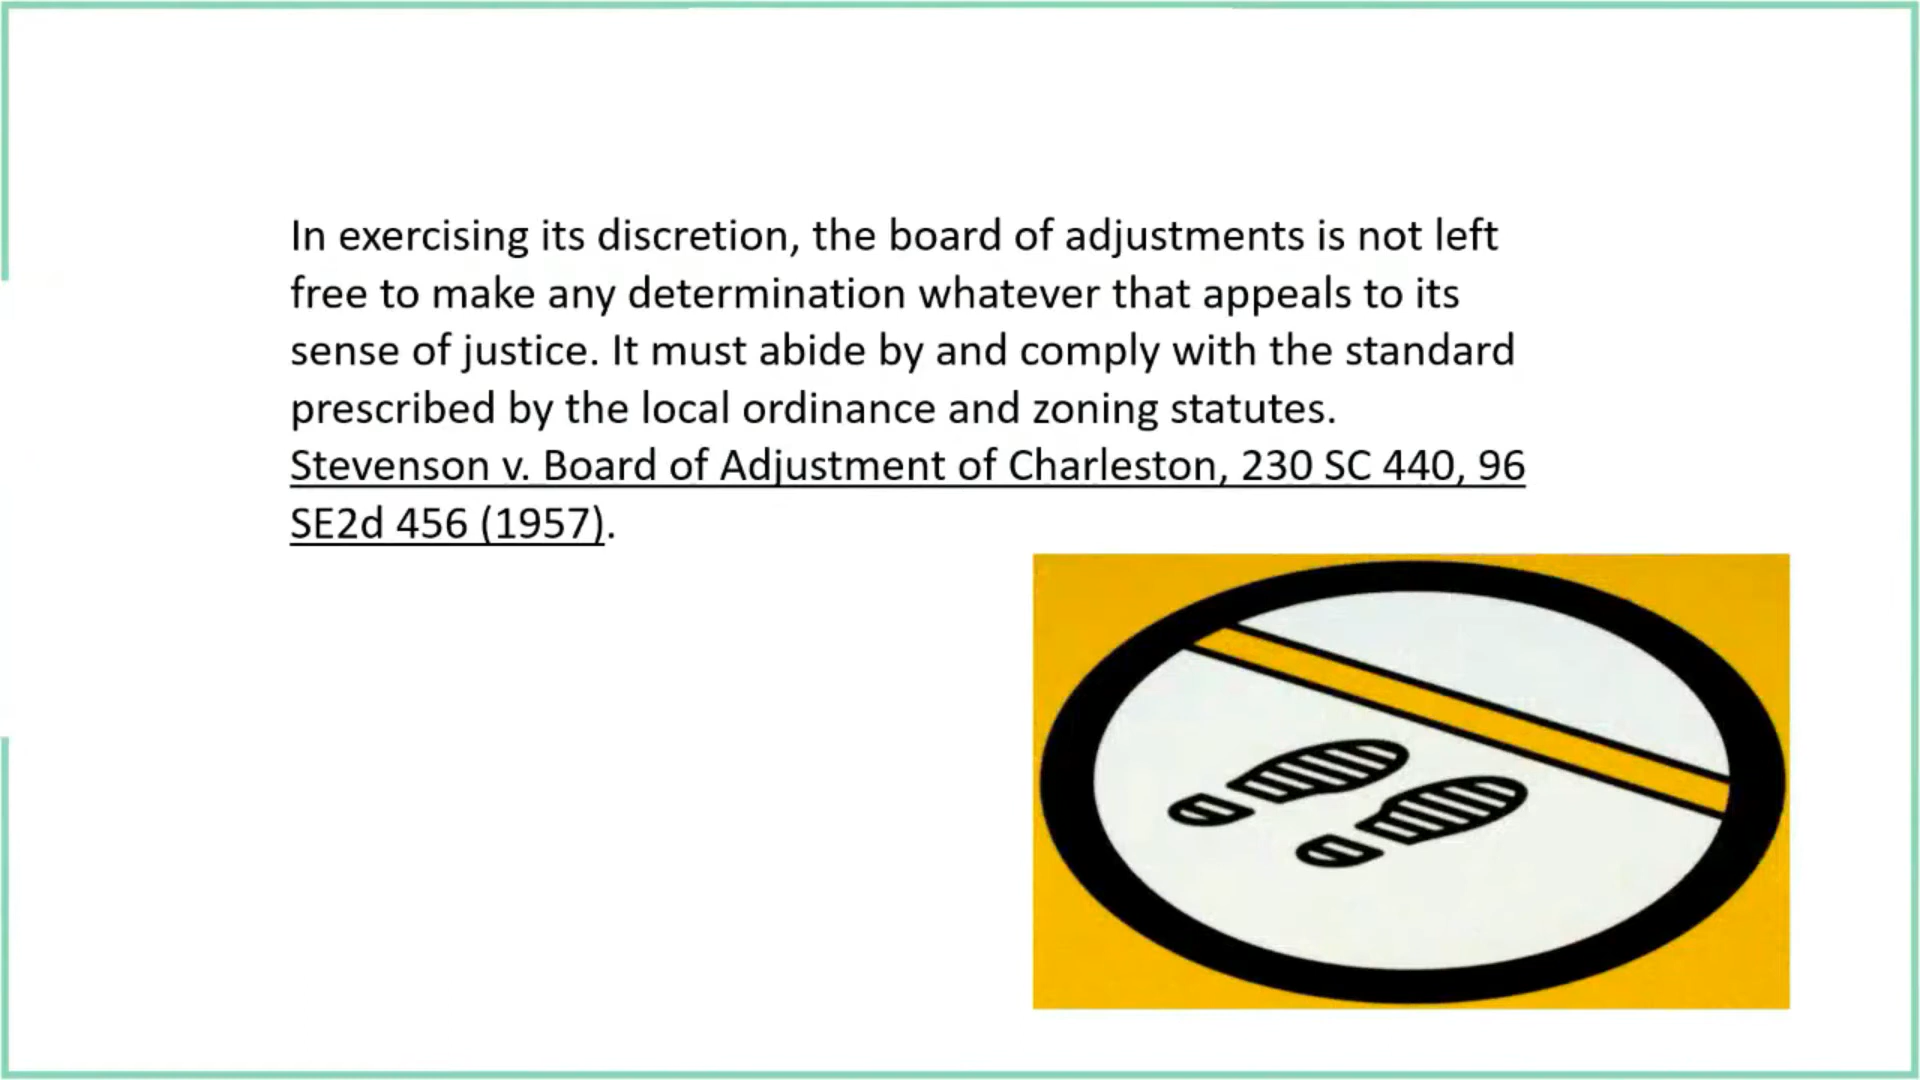 In exercising its discretion, the board of adjustments is not left
free to make any determination whatever that appeals to its
sense of justice. It must abide by and comply with the standard
prescribed by the local ordinance and zoning statutes.
Stevenson v. Board of Adjustment of Charleston, 230 SC 440, 96
SE2d 456 (1957).